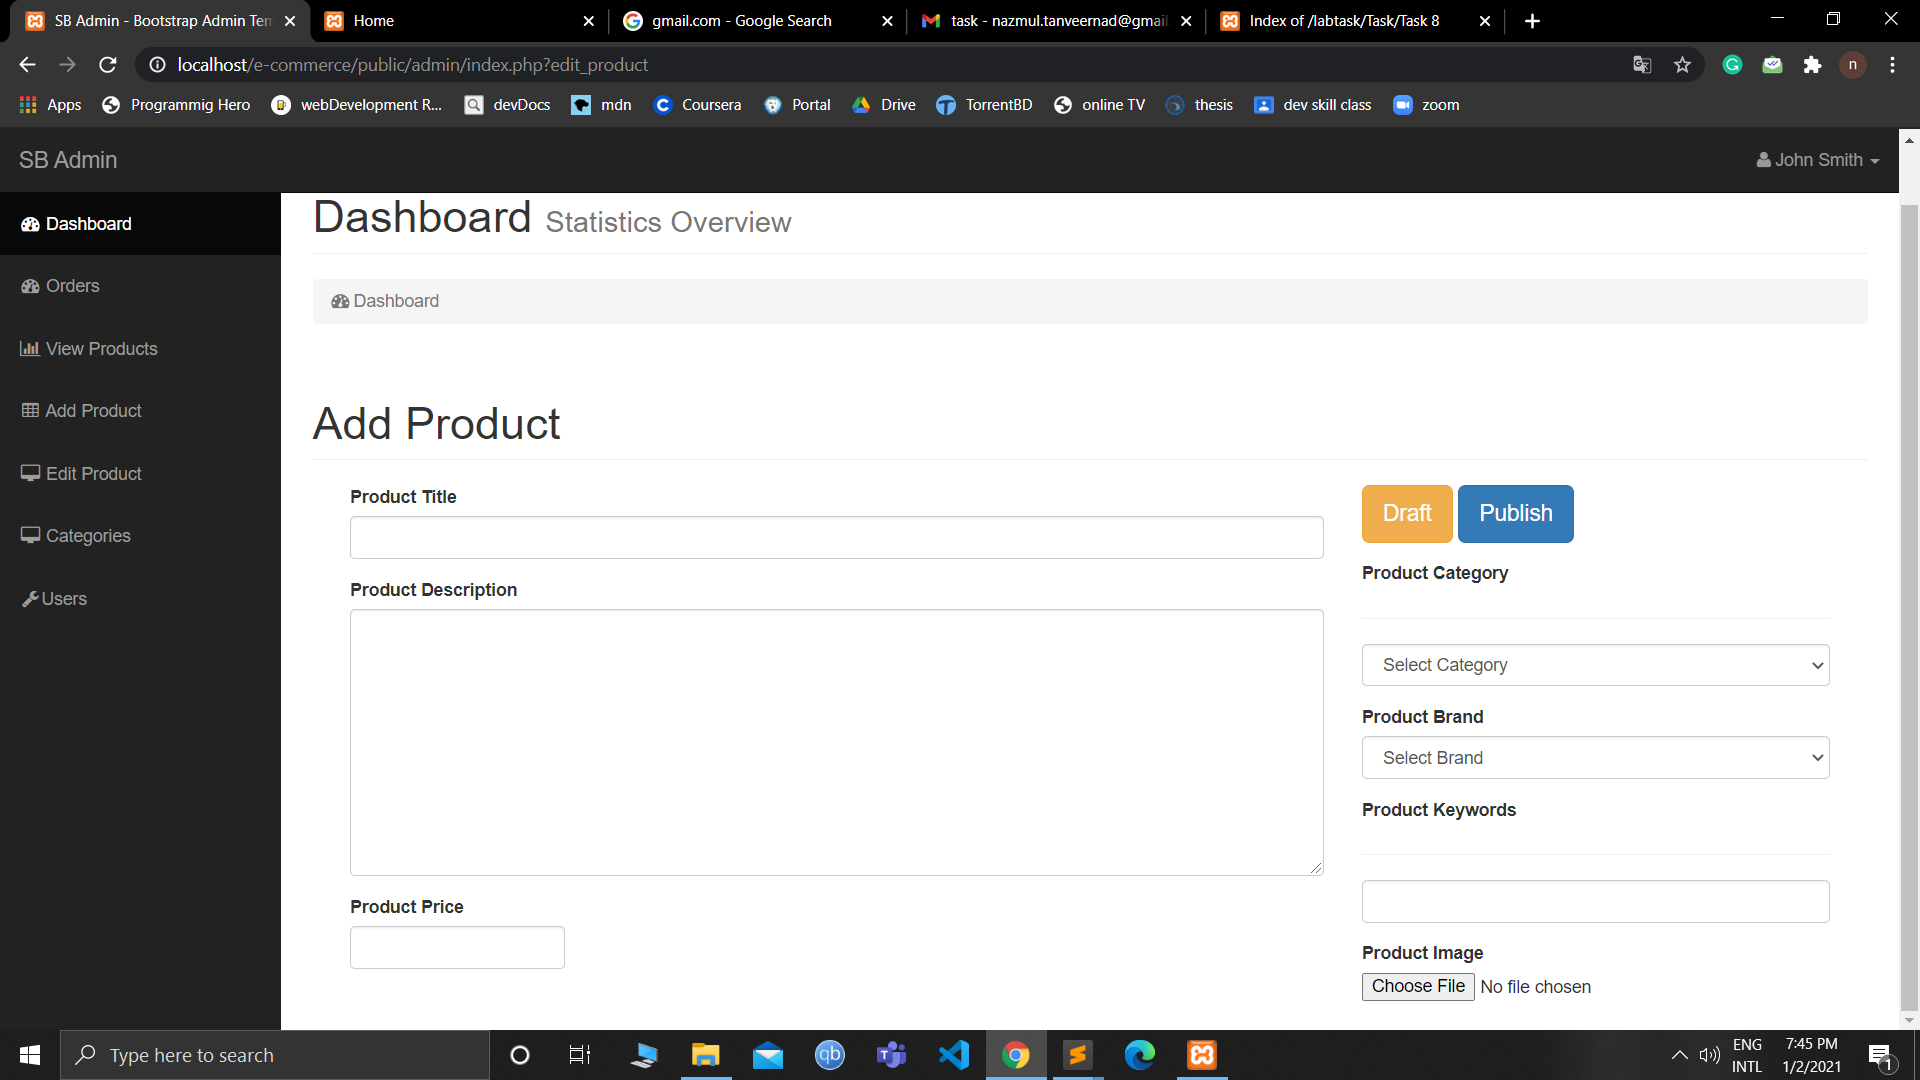 SB Admin - Bootstrap Admin Tem
Home
gmail.com - Google Search
task - nazmul.tanveernad@gmail
Index of /labtask/Task/Task 8
localhost/e-commerce/public/admin/index.php?edit_product
n
Apps
Programmig Hero
webDevelopment R...
devDocs
mdn
Coursera
Portal
Drive
TorrentBD
online TV
thesis
dev skill class
zoom
SB Admin
John Smith
Dashboard
Orders
View Products
Add Product
Edit Product
Categories
Users
Dashboard Statistics Overview
Dashboard
Add Product
Product Title
Product Description
Product Price
Draft
Publish
Product Category
Select Category
Product Brand
Select Brand
Product Keywords
Product Image
Choose File No file chosen
Type here to search
qb
ENG
INTL
7:45 PM
1/2/2021
1